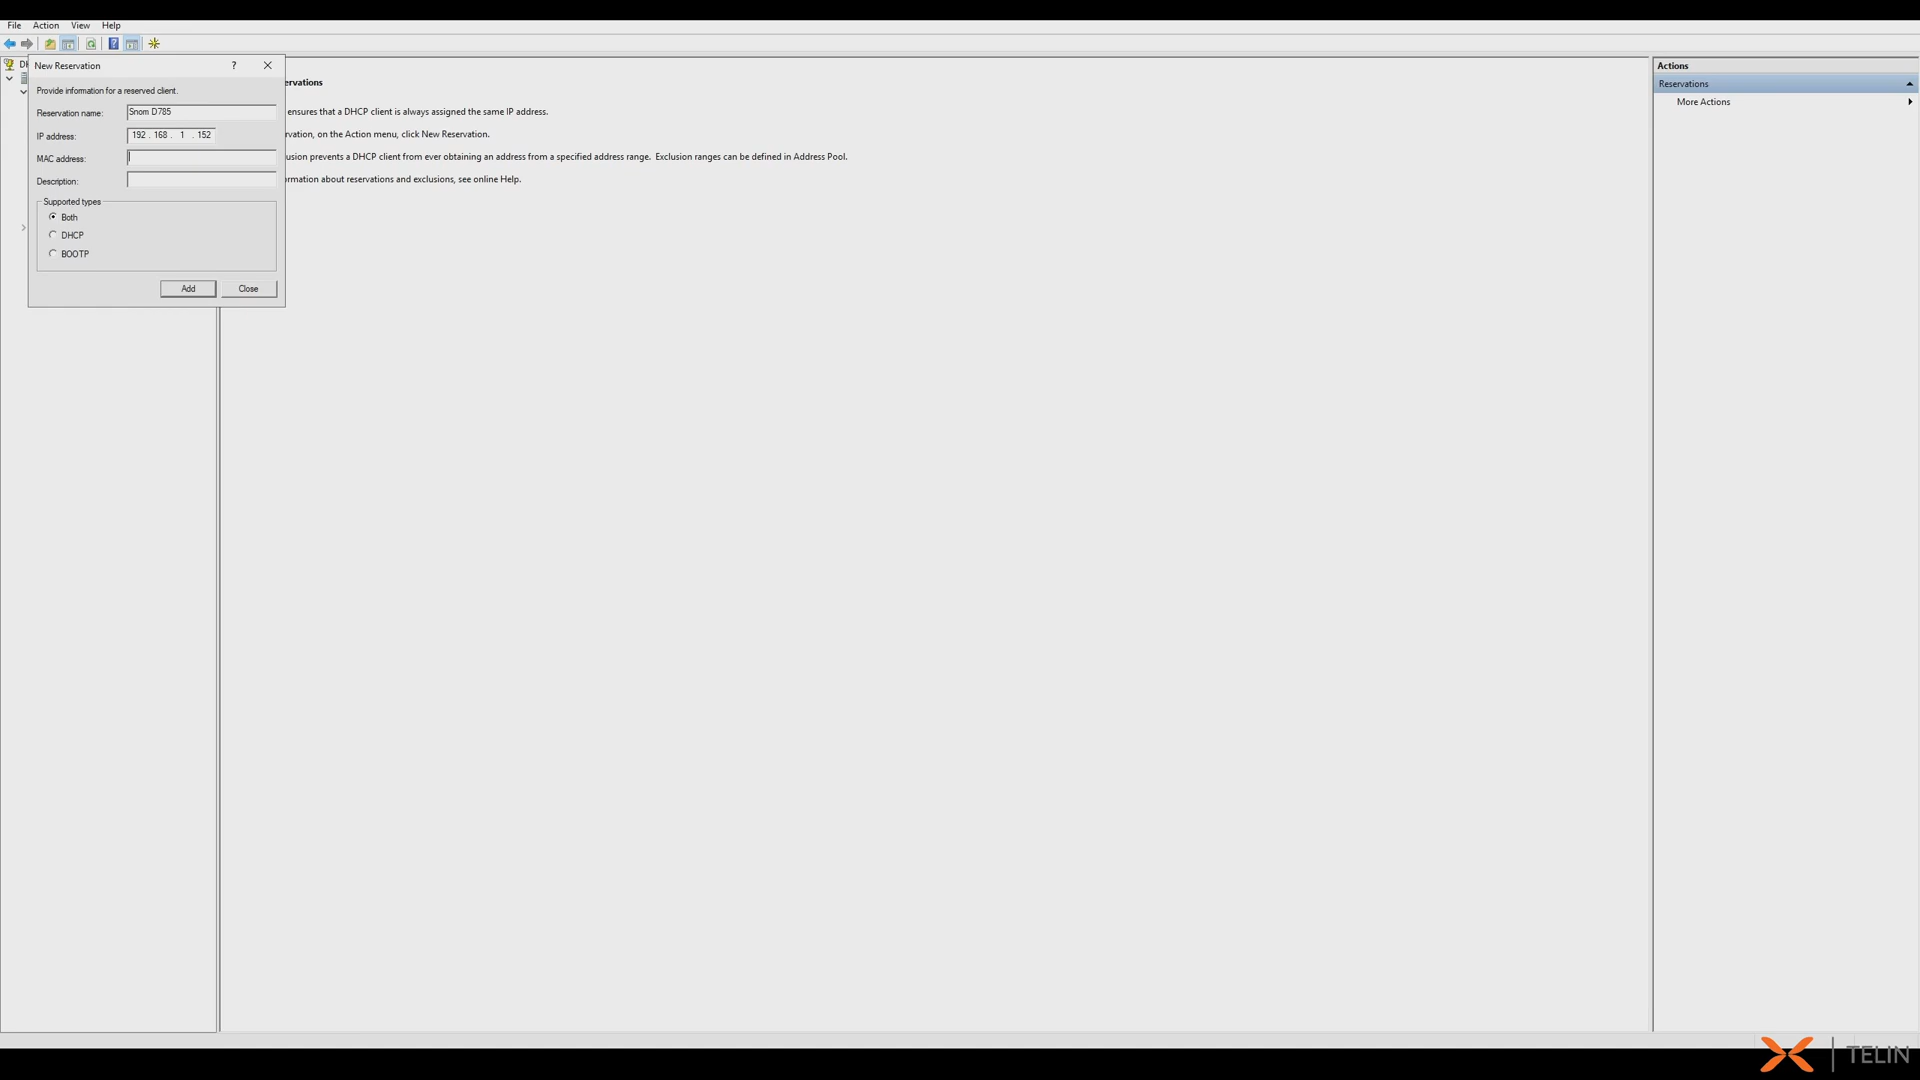 File Action View Help
DH
New Reservation
?
Provide information for a reserved client.
Reservation name: Snom D785
IP address: 192 . 168 . 1 . 152
MAC address:
Description:
Supported types
Both
DHCP
BOOTP
Add Close
ervations
ensures that a DHCP client is always assigned the same IP address.
rvation, on the Action menu, click New Reservation.
usion prevents a DHCP client from ever obtaining an address from a specified address range. Exclusion ranges can be defined in Address Pool.
ormation about reservations and exclusions, see online Help.
Actions
Reservations
More Actions
TELIN